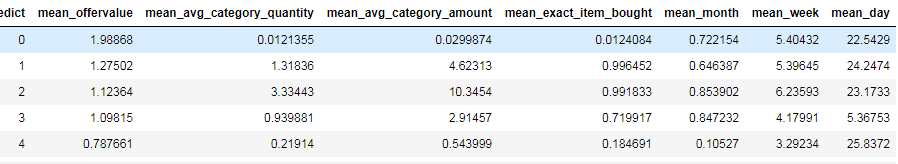 edict mean_offervalue mean_avg_category_quantity mean_avg_category_amount mean_exact_item_bought mean_month mean_week mean_day
0 1.98868 0.0121355 0.0299874 0.0124084 0.722154 5.40432 22.5429
1 1.27502 1.31836 4.62313 0.996452 0.646387 5.39645 24.2474
2 1.12364 3.33443 10.3454 0.991833 0.853902 6.23593 23.1733
3 1.09815 0.939881 2.91457 0.719917 0.847232 4.17991 5.36753
4 0.787661 0.21914 0.543999 0.184691 0.10527 3.29234 25.8372